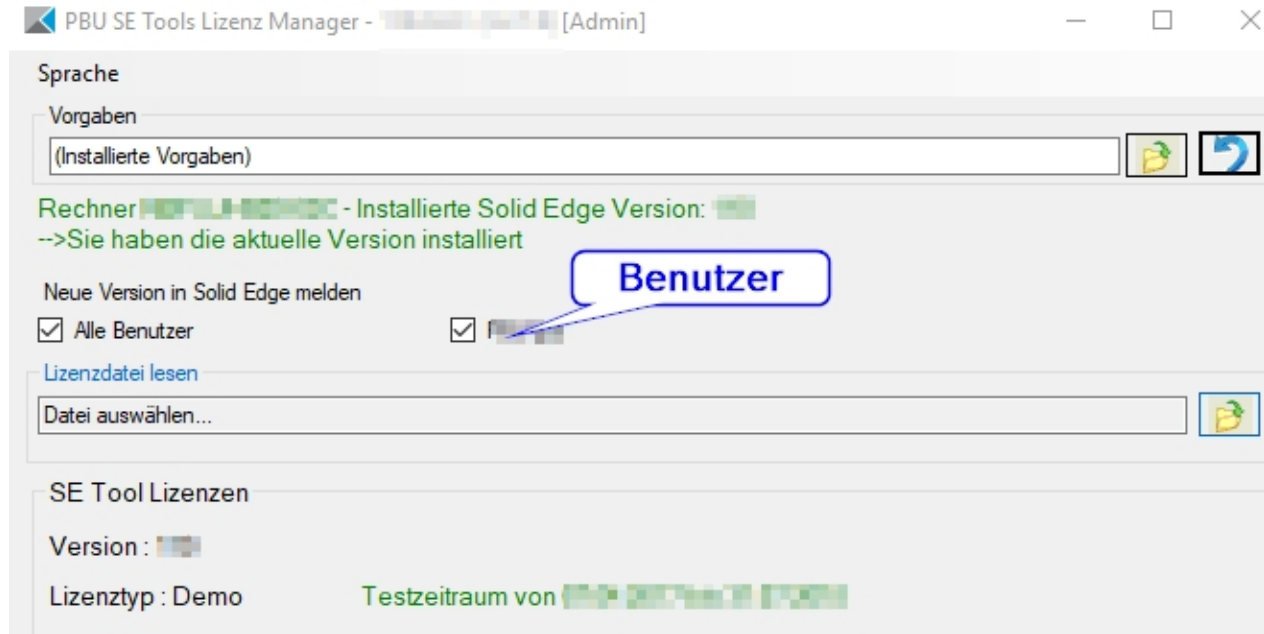 PBU SE Tools Lizenz Manager - [Admin]
Sprache
Vorgaben
(Installierte Vorgaben)
Rechner - Installierte Solid Edge Version:
-->Sie haben die aktuelle Version installiert
Benutzer
Neue Version in Solid Edge melden
Alle Benutzer
Lizenzdatei lesen
Datei auswählen...
SE Tool Lizenzen
Version :
Lizenztyp : Demo Testzeitraum von